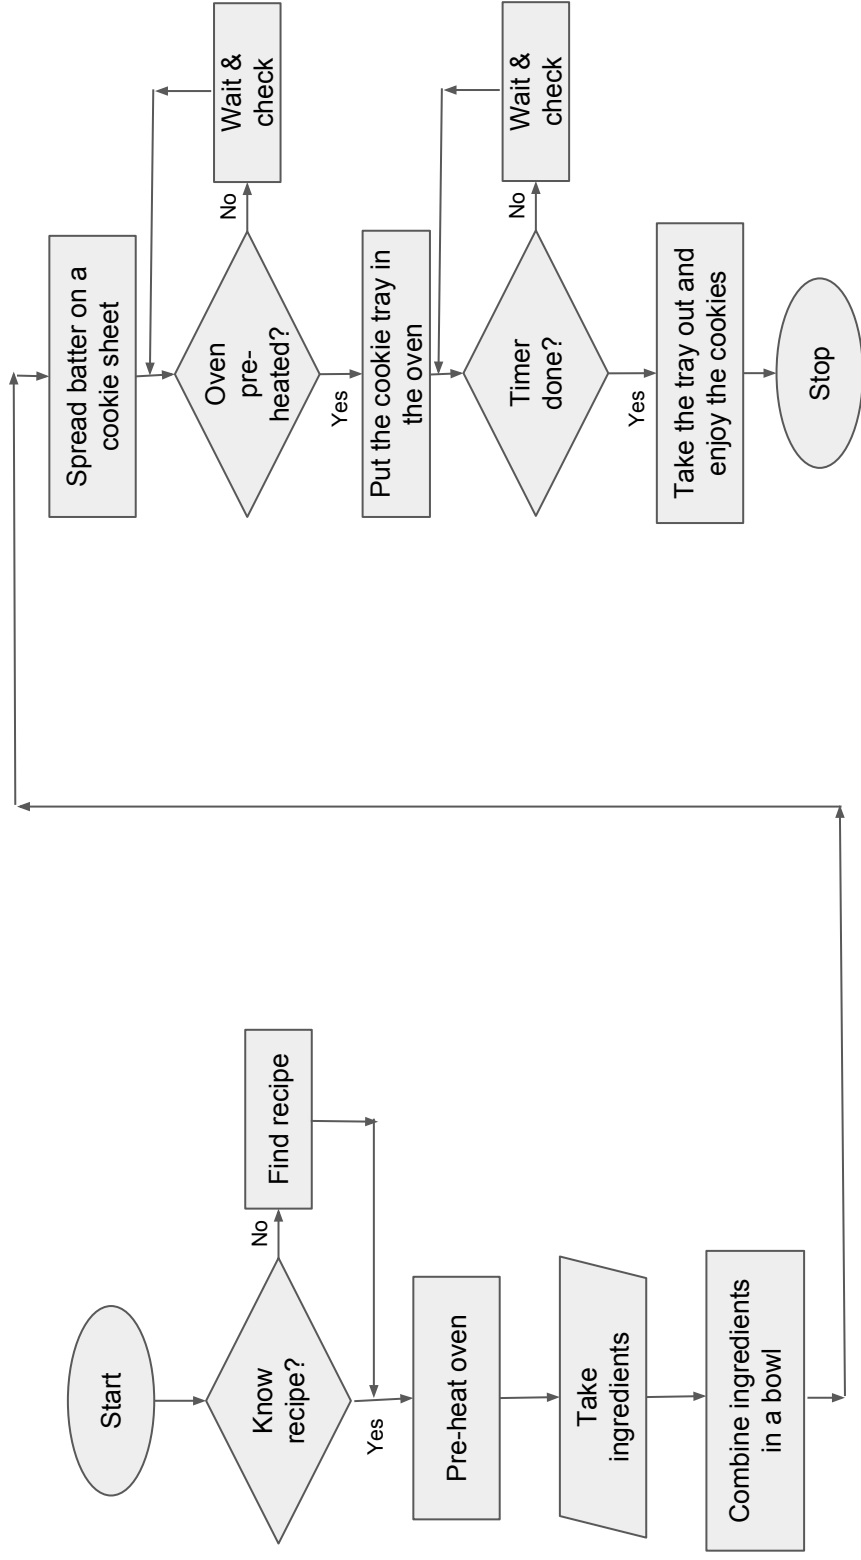 Start
Know
recipe?
No
Find recipe
Yes
Pre-heat oven
Take
ingredients
Combine ingredients
in a bowl
Spread batter on a
cookie sheet
Oven
pre-
heated?
No
Wait &
check
Yes
Put the cookie tray in
the oven
Timer
done?
No
Wait &
check
Yes
Take the tray out and
enjoy the cookies
Stop